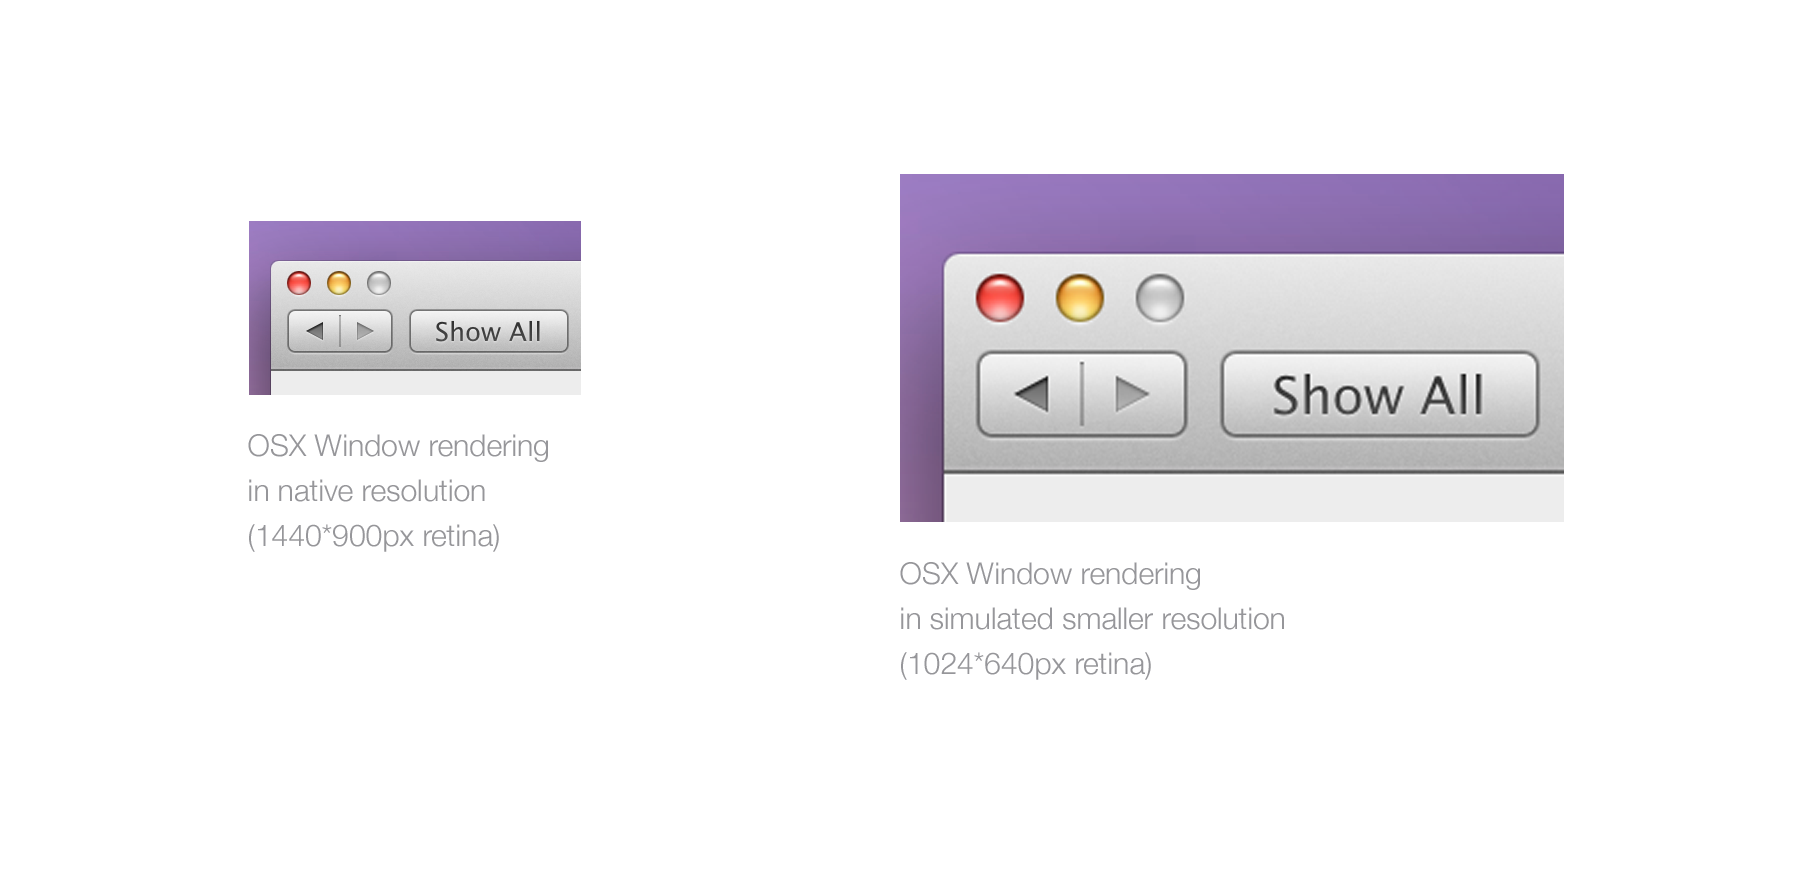 Show All
OSX Window rendering
in native resolution
(1440*900px retina)
Show All
OSX Window rendering
in simulated smaller resolution
(1024*640px retina)